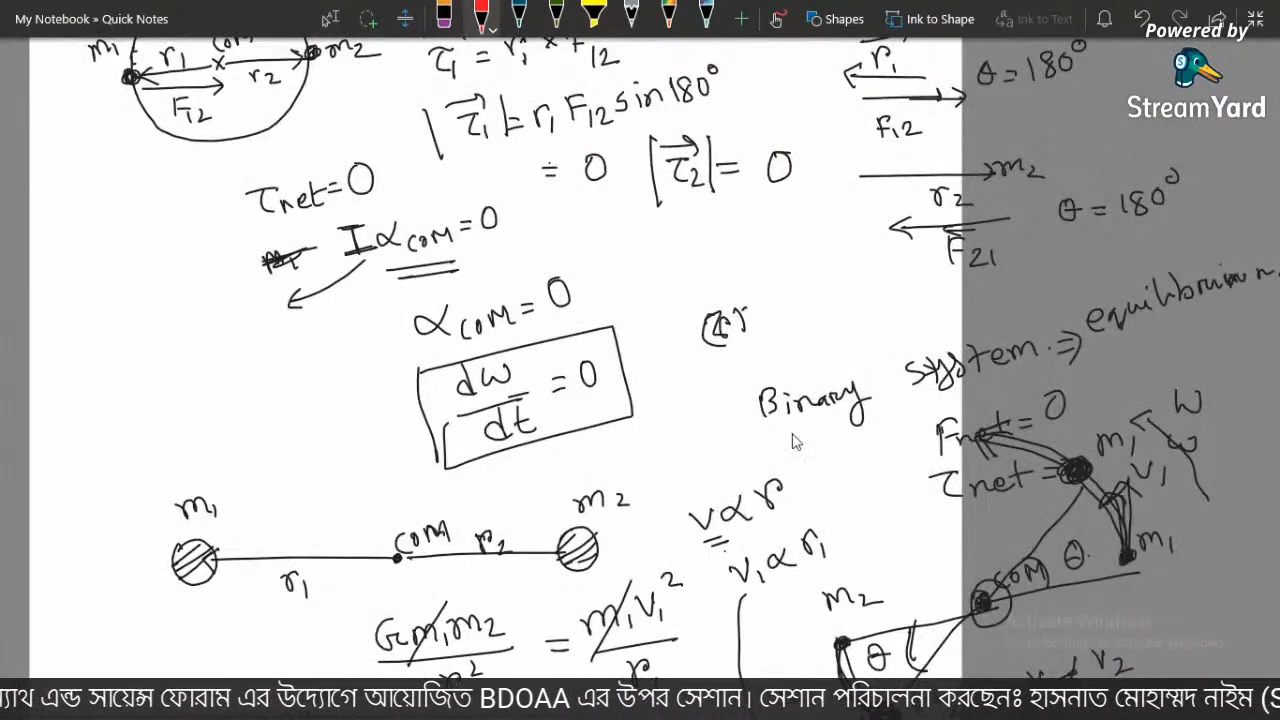 My Notebook » Quick Notes
Shapes
Ink to Shape
Ink to Text
Powered by
StreamYard
m₁ r₁ com r₂ m₂
F₁₂
τ₁ = r₁ × F₁₂
|τ₁| = r₁ F₁₂ sin 180°
= 0 |τ₂| = 0
r₁ θ = 180°
F₁₂
m₂
r₂ θ = 180°
F₂₁
τnet = 0
I α com = 0
α com = 0
dω/dt = 0
Binary system ⇒ equilibrium
Fnet = 0
τnet =
m₁ ω
v₁ ω
m₁
com θ
m₂
θ
m₁ com r₂ m₂
r₁
v ∝ r
v₁ ∝ r₁
Gm₁m₂/r² = m₁v₁²/r₁
v₂
Activate Windows
্যাথ এন্ড সায়েন্স ফোরাম এর উদ্যোগে আয়োজিত BDOAA এর উপর সেশান। সেশান পরিচালনা করছেনঃ হাসনাত মোহাম্মদ নাইম (S